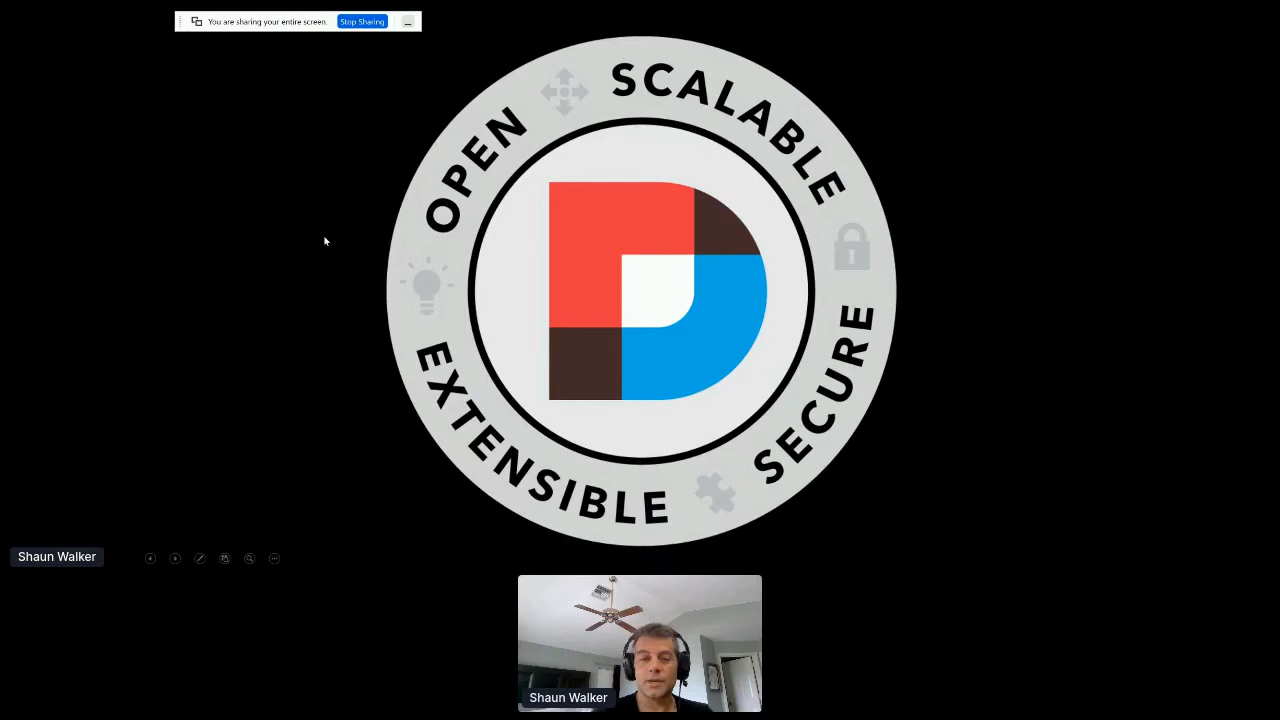 You are sharing your entire screen.
Stop Sharing
OPEN
SCALABLE
SECURE
EXTENSIBLE
Shaun Walker
Shaun Walker